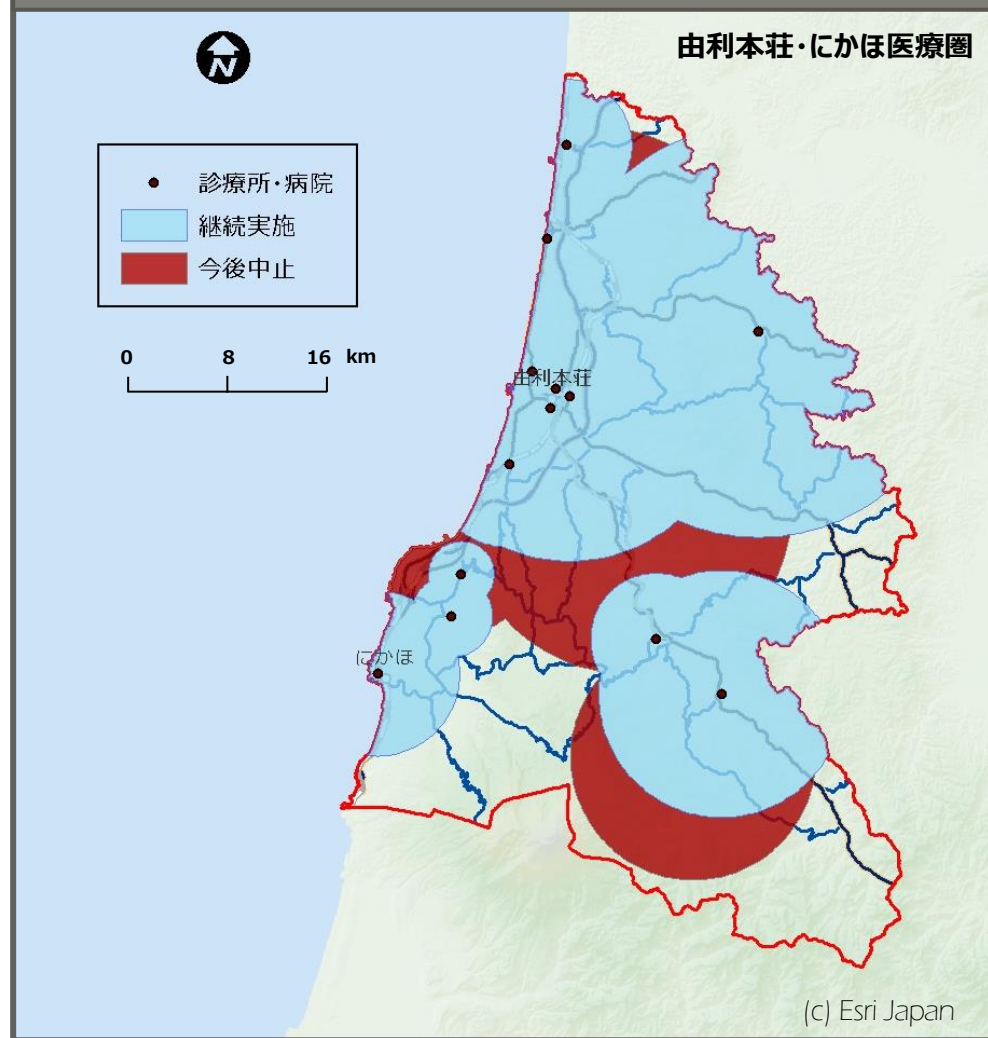 由利本荘・にかほ医療圏
N
診療所・病院
継続実施
今後中止
0 8 16 km
由利本荘
にかほ
(c) Esri Japan